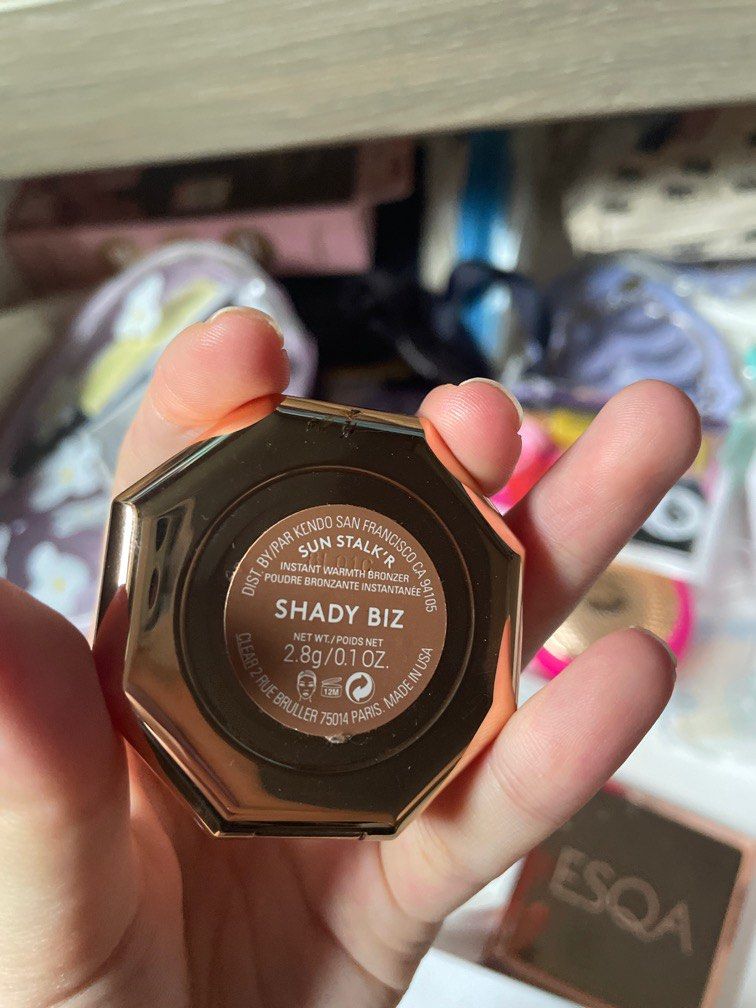 DIST BY/PAR KENDO SAN FRANCISCO CA 94105
SUN STALK'R
INSTANT WARMTH BRONZER
POUDRE BRONZANTE INSTANTANÉE
SHADY BIZ
NET WT./POIDS NET
2.8g/0.1 OZ.
12M
CLEAR 2 RUE BRULLER 75014 PARIS. MADE IN USA
ESQA